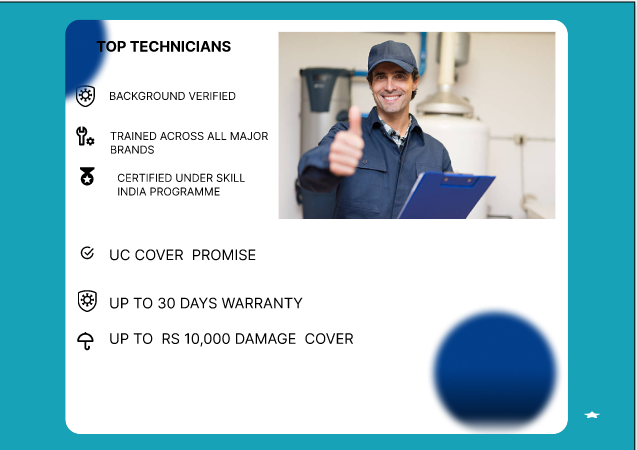 TOP TECHNICIANS
BACKGROUND VERIFIED
TRAINED ACROSS ALL MAJOR
BRANDS
CERTIFIED UNDER SKILL
INDIA PROGRAMME
UC COVER PROMISE
UP TO 30 DAYS WARRANTY
UP TO RS 10,000 DAMAGE COVER